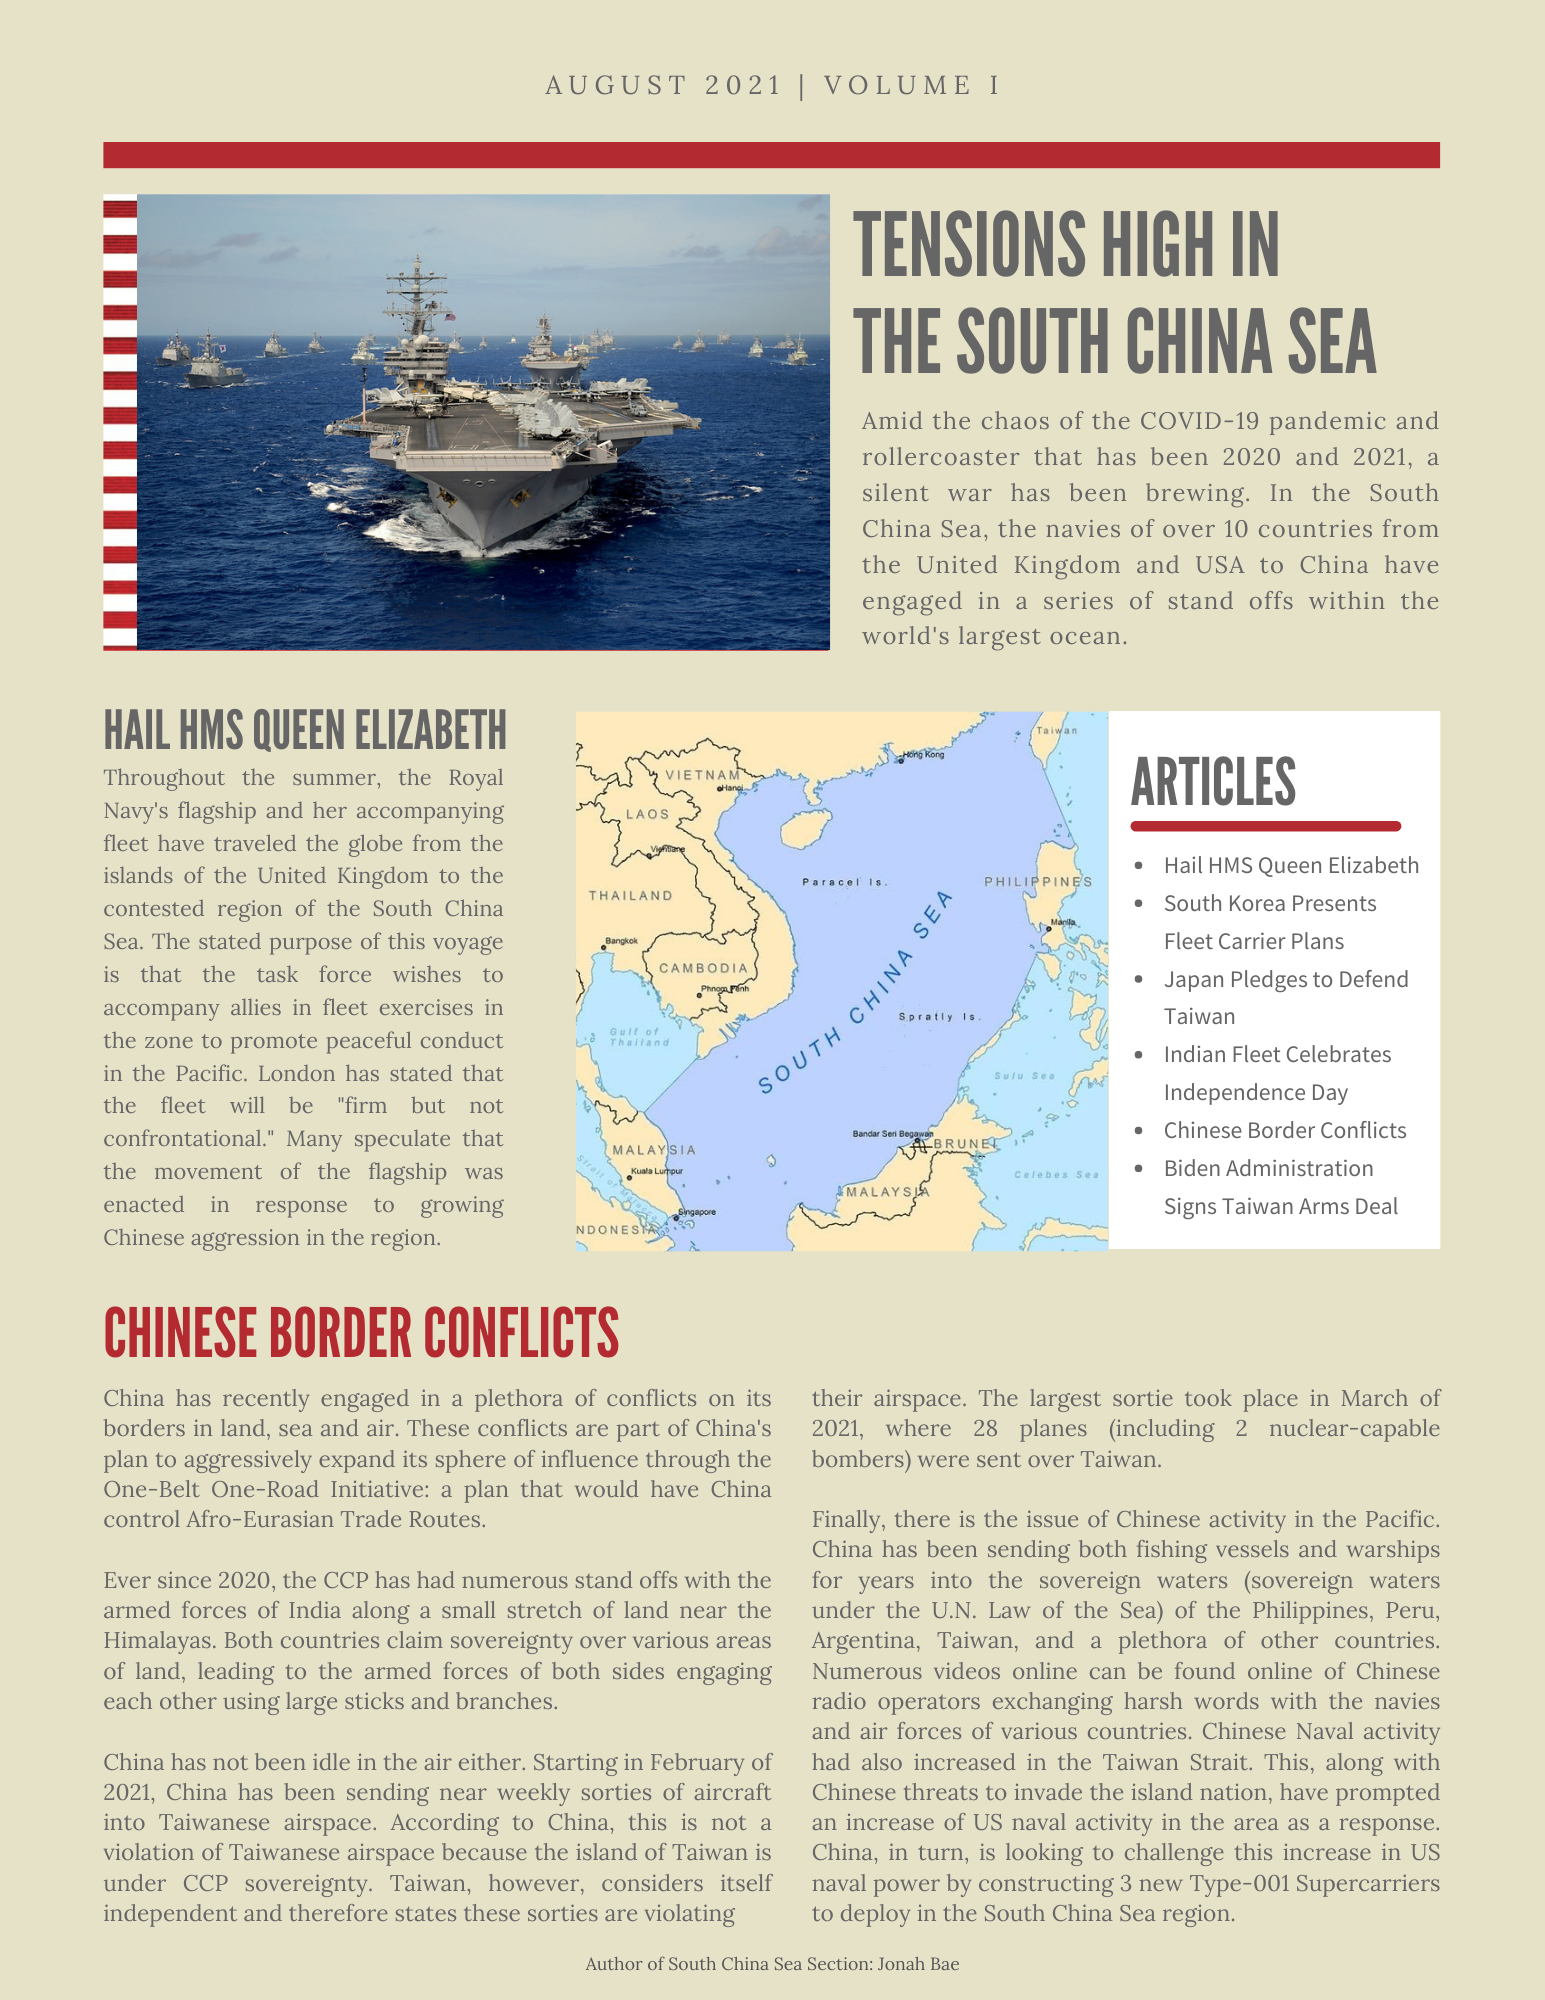 AUGUST 2021 | VOLUME I
TENSIONS HIGH IN
THE SOUTH CHINA SEA
Amid the chaos of the COVID-19 pandemic and
rollercoaster that has been 2020 and 2021, a
silent war has been brewing. In the South
China Sea, the navies of over 10 countries from
the United Kingdom and USA to China have
engaged in a series of stand offs within the
world's largest ocean.
HAIL HMS QUEEN ELIZABETH
Throughout the summer, the Royal
Navy's flagship and her accompanying
fleet have traveled the globe from the
islands of the United Kingdom to the
contested region of the South China
Sea. The stated purpose of this voyage
is that the task force wishes to
accompany allies in fleet exercises in
the zone to promote peaceful conduct
in the Pacific. London has stated that
the fleet will be "firm but not
confrontational." Many speculate that
the movement of the flagship was
enacted in response to growing
Chinese aggression in the region.
Taiwan
Hong Kong
VIETNAM
Hanoi
LAOS
Vientiane
THAILAND
Paracel Is.
PHILIPPINES
Manila
Bangkok
CAMBODIA
Phnom Penh
Gulf of
Thailand
SOUTH CHINA SEA
Spratly Is.
Sulu Sea
Bandar Seri Begawan
BRUNEI
MALAYSIA
Kuala Lumpur
Strait of Malacca
Celebes Sea
MALAYSIA
Singapore
NDONESIA
ARTICLES
• Hail HMS Queen Elizabeth
• South Korea Presents
Fleet Carrier Plans
• Japan Pledges to Defend
Taiwan
• Indian Fleet Celebrates
Independence Day
• Chinese Border Conflicts
• Biden Administration
Signs Taiwan Arms Deal
CHINESE BORDER CONFLICTS
China has recently engaged in a plethora of conflicts on its
borders in land, sea and air. These conflicts are part of China's
plan to aggressively expand its sphere of influence through the
One-Belt One-Road Initiative: a plan that would have China
control Afro-Eurasian Trade Routes.
Ever since 2020, the CCP has had numerous stand offs with the
armed forces of India along a small stretch of land near the
Himalayas. Both countries claim sovereignty over various areas
of land, leading to the armed forces of both sides engaging
each other using large sticks and branches.
China has not been idle in the air either. Starting in February of
2021, China has been sending near weekly sorties of aircraft
into Taiwanese airspace. According to China, this is not a
violation of Taiwanese airspace because the island of Taiwan is
under CCP sovereignty. Taiwan, however, considers itself
independent and therefore states these sorties are violating
their airspace. The largest sortie took place in March of
2021, where 28 planes (including 2 nuclear-capable
bombers) were sent over Taiwan.
Finally, there is the issue of Chinese activity in the Pacific.
China has been sending both fishing vessels and warships
for years into the sovereign waters (sovereign waters
under the U.N. Law of the Sea) of the Philippines, Peru,
Argentina, Taiwan, and a plethora of other countries.
Numerous videos online can be found online of Chinese
radio operators exchanging harsh words with the navies
and air forces of various countries. Chinese Naval activity
had also increased in the Taiwan Strait. This, along with
Chinese threats to invade the island nation, have prompted
an increase of US naval activity in the area as a response.
China, in turn, is looking to challenge this increase in US
naval power by constructing 3 new Type-001 Supercarriers
to deploy in the South China Sea region.
Author of South China Sea Section: Jonah Bae